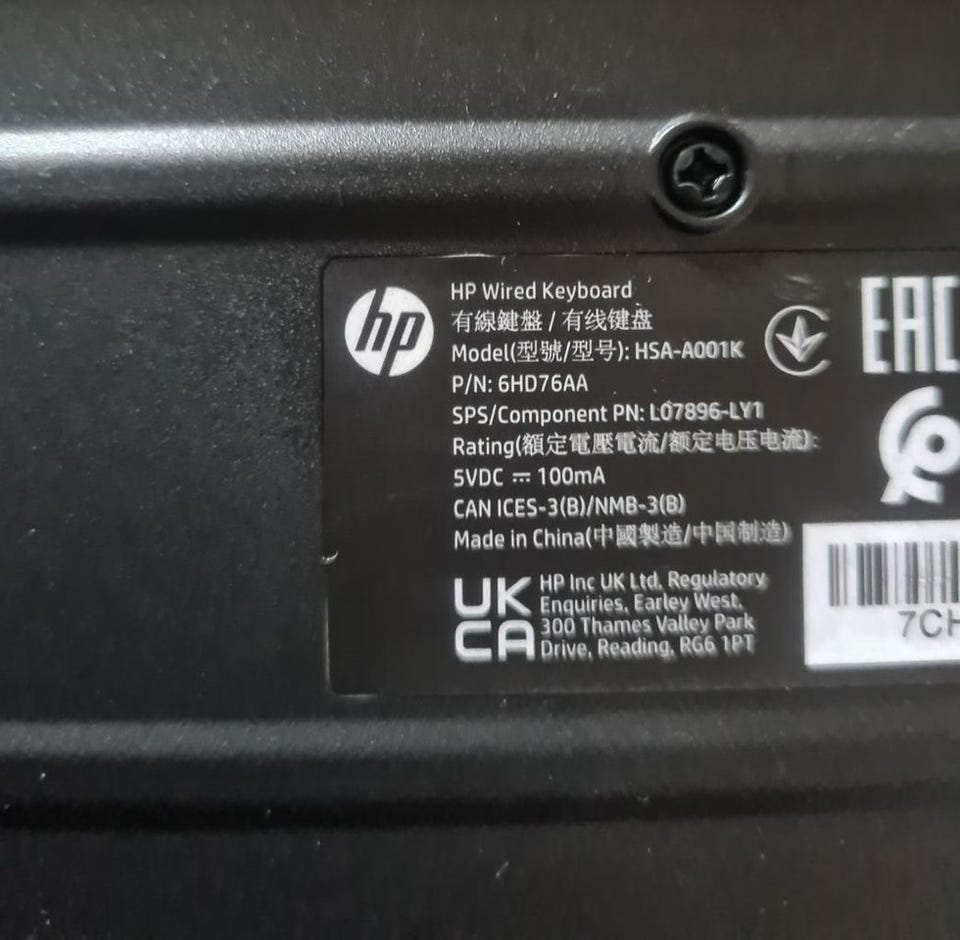 hp
HP Wired Keyboard
有線鍵盤 / 有线键盘
Model(型號/型号): HSA-A001K
P/N: 6HD76AA
SPS/Component PN: L07896-LY1
Rating(額定電壓電流/额定电压电流):
5VDC ⎓ 100mA
CAN ICES-3(B)/NMB-3(B)
Made in China(中國製造/中国制造)
EAC
7CH
UK
CA
HP Inc UK Ltd, Regulatory
Enquiries, Earley West,
300 Thames Valley Park
Drive, Reading, RG6 1PT